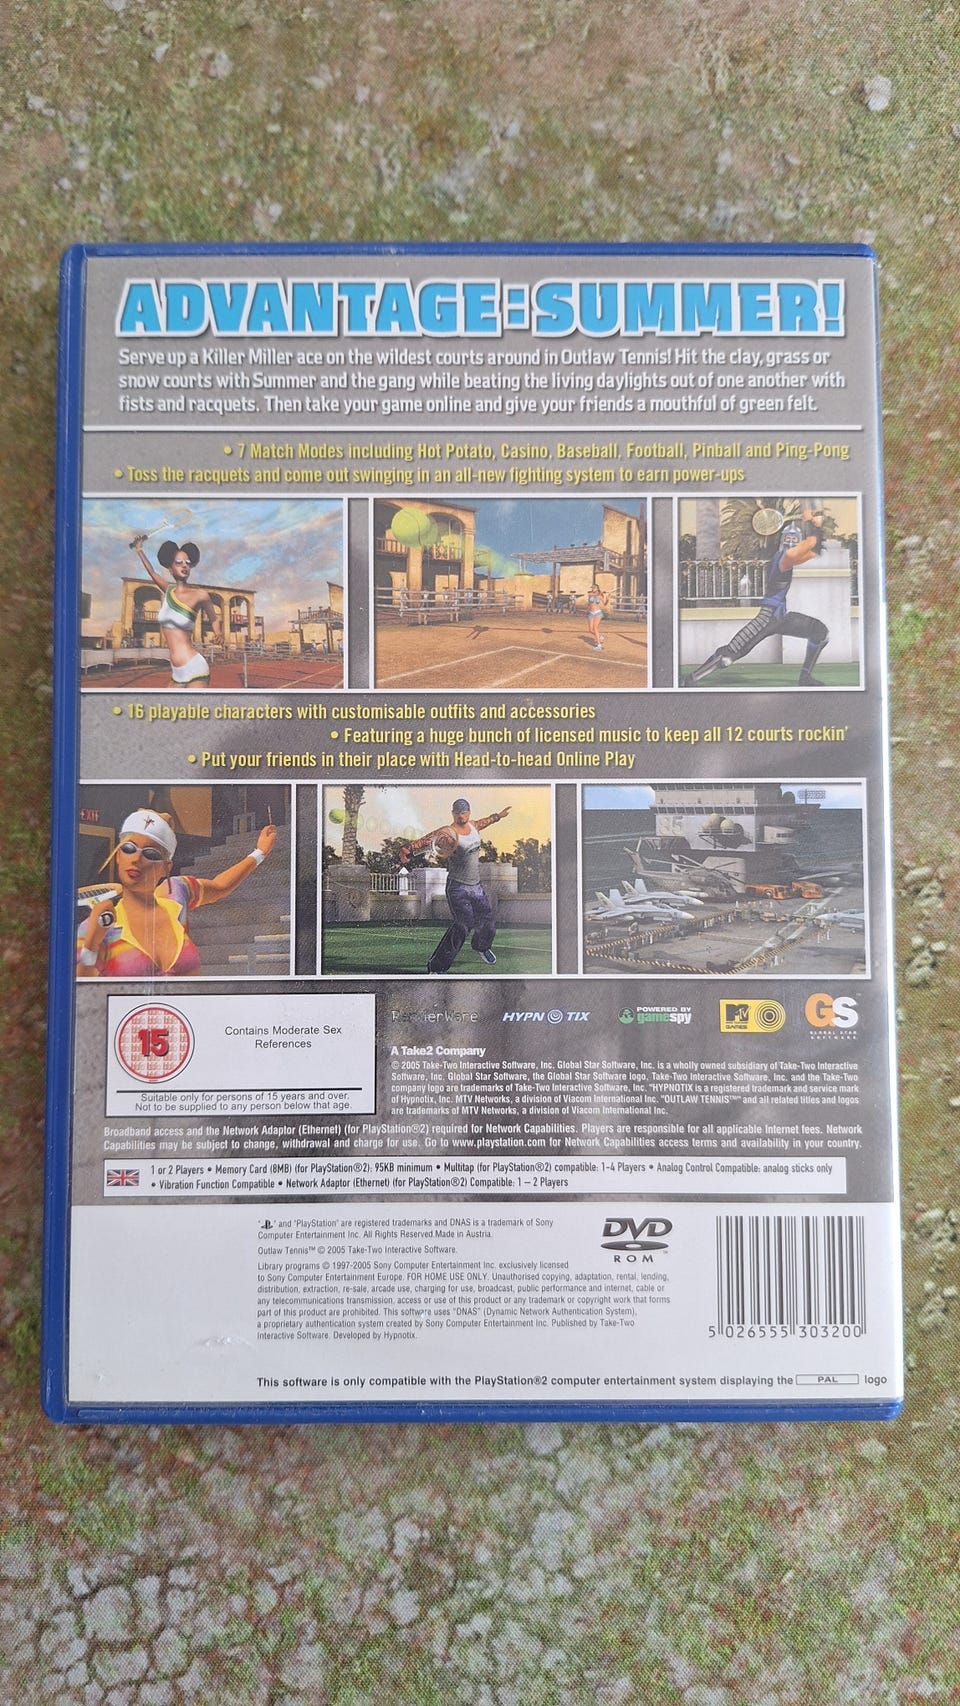 ADVANTAGE:SUMMER!
Serve up a Killer Miller ace on the wildest courts around in Outlaw Tennis! Hit the clay, grass or
snow courts with Summer and the gang while beating the living daylights out of one another with
fists and racquets. Then take your game online and give your friends a mouthful of green felt.
• 7 Match Modes including Hot Potato, Casino, Baseball, Football, Pinball and Ping-Pong
• Toss the racquets and come out swinging in an all-new fighting system to earn power-ups
• 16 playable characters with customisable outfits and accessories
• Featuring a huge bunch of licensed music to keep all 12 courts rockin'
• Put your friends in their place with Head-to-head Online Play
EXIT
D
15
Contains Moderate Sex
References
Suitable only for persons of 15 years and over.
Not to be supplied to any person below that age.
RenderWare
HYPNOTIX
POWERED BY
gamespy
MTV
GAMES
GS
GLOBAL STAR
SOFTWARE
A Take2 Company
© 2005 Take-Two Interactive Software, Inc. Global Star Software, Inc. is a wholly owned subsidiary of Take-Two Interactive
Software, Inc. Global Star Software, the Global Star Software logo, Take-Two Interactive Software, Inc. and the Take-Two
company logo are trademarks of Take-Two Interactive Software, Inc. "HYPNOTIX is a registered trademark and service mark
of Hypnotix, Inc. MTV Networks, a division of Viacom International Inc. "OUTLAW TENNIS™" and all related titles and logos
are trademarks of MTV Networks, a division of Viacom International Inc.
Broadband access and the Network Adaptor (Ethernet) (for PlayStation®2) required for Network Capabilities. Players are responsible for all applicable Internet fees. Network
Capabilities may be subject to change, withdrawal and charge for use. Go to www.playstation.com for Network Capabilities access terms and availability in your country.
1 or 2 Players • Memory Card (8MB) (for PlayStation®2): 95KB minimum • Multitap (for PlayStation®2) compatible: 1-4 Players • Analog Control Compatible: analog sticks only
• Vibration Function Compatible • Network Adaptor (Ethernet) (for PlayStation®2) Compatible: 1 – 2 Players
" " and "PlayStation" are registered trademarks and DNAS is a trademark of Sony
Computer Entertainment Inc. All Rights Reserved.Made in Austria.
Outlaw Tennis™ © 2005 Take-Two Interactive Software.
Library programs © 1997-2005 Sony Computer Entertainment Inc. exclusively licensed
to Sony Computer Entertainment Europe. FOR HOME USE ONLY. Unauthorised copying, adaptation, rental, lending,
distribution, extraction, re-sale, arcade use, charging for use, broadcast, public performance and internet, cable or
any telecommunications transmission, access or use of this product or any trademark or copyright work that forms
part of this product are prohibited. This software uses "DNAS" (Dynamic Network Authentication System),
a proprietary authentication system created by Sony Computer Entertainment Inc. Published by Take-Two
Interactive Software. Developed by Hypnotix.
DVD
ROM
5 026555 303200
This software is only compatible with the PlayStation®2 computer entertainment system displaying the PAL logo